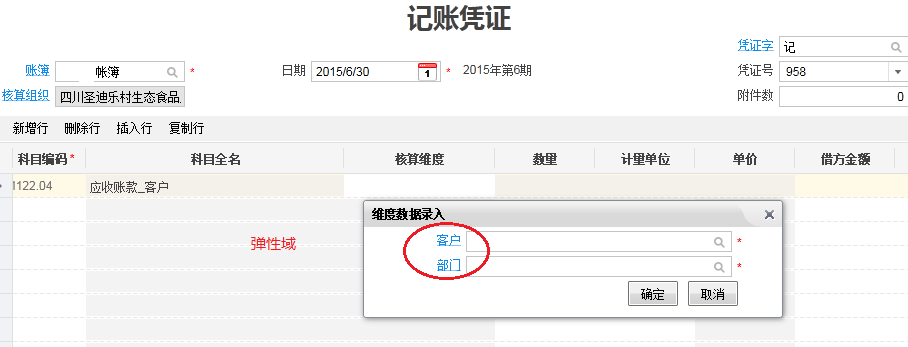 记账凭证
凭证字 记
账簿 帐簿 * 日期 2015/6/30 1 * 2015年第6期 凭证号 958
核算组织 四川圣迪乐村生态食品 附件数 0
新增行 删除行 插入行 复制行
科目编码* 科目全名 核算维度 数量 计量单位 单价 借方金额
1122.04 应收账款_客户
维度数据录入
客户 *
弹性域
部门 *
确定 取消